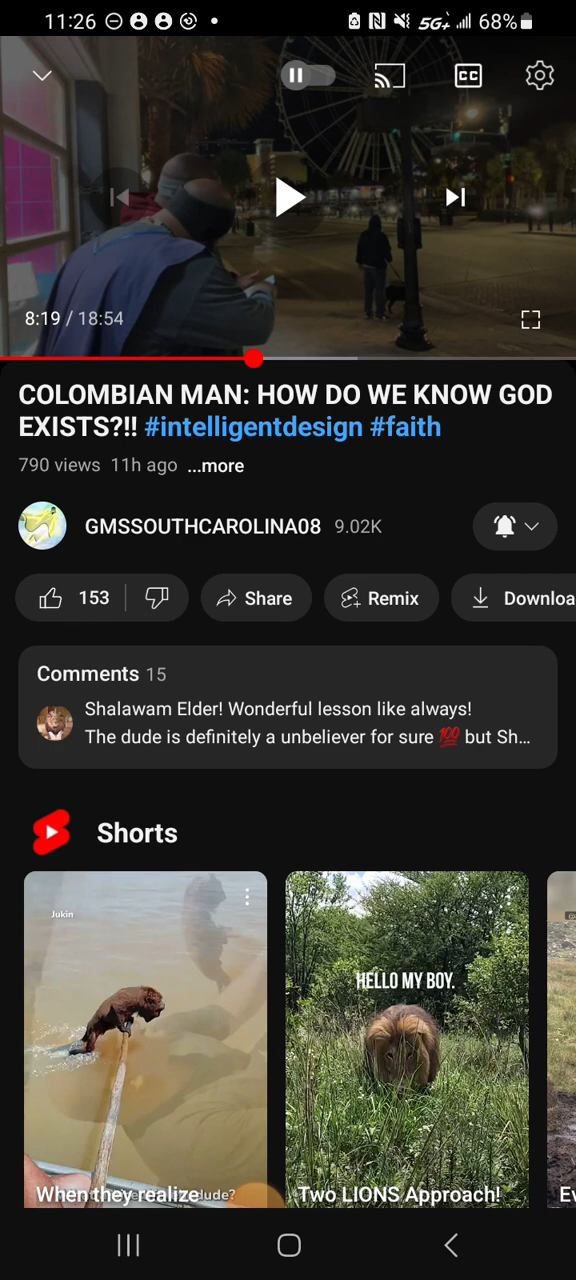 11:26
5G+ 68%
CC
8:19 / 18:54
COLOMBIAN MAN: HOW DO WE KNOW GOD
EXISTS?!! #intelligentdesign #faith
790 views 11h ago ...more
GMSSOUTHCAROLINA08 9.02K
153 Share Remix Downloa
Comments 15
Shalawam Elder! Wonderful lesson like always!
The dude is definitely a unbeliever for sure 💯 but Sh...
Shorts
Jukin
HELLO MY BOY.
When they realize dude?
Two LIONS Approach!
Ev